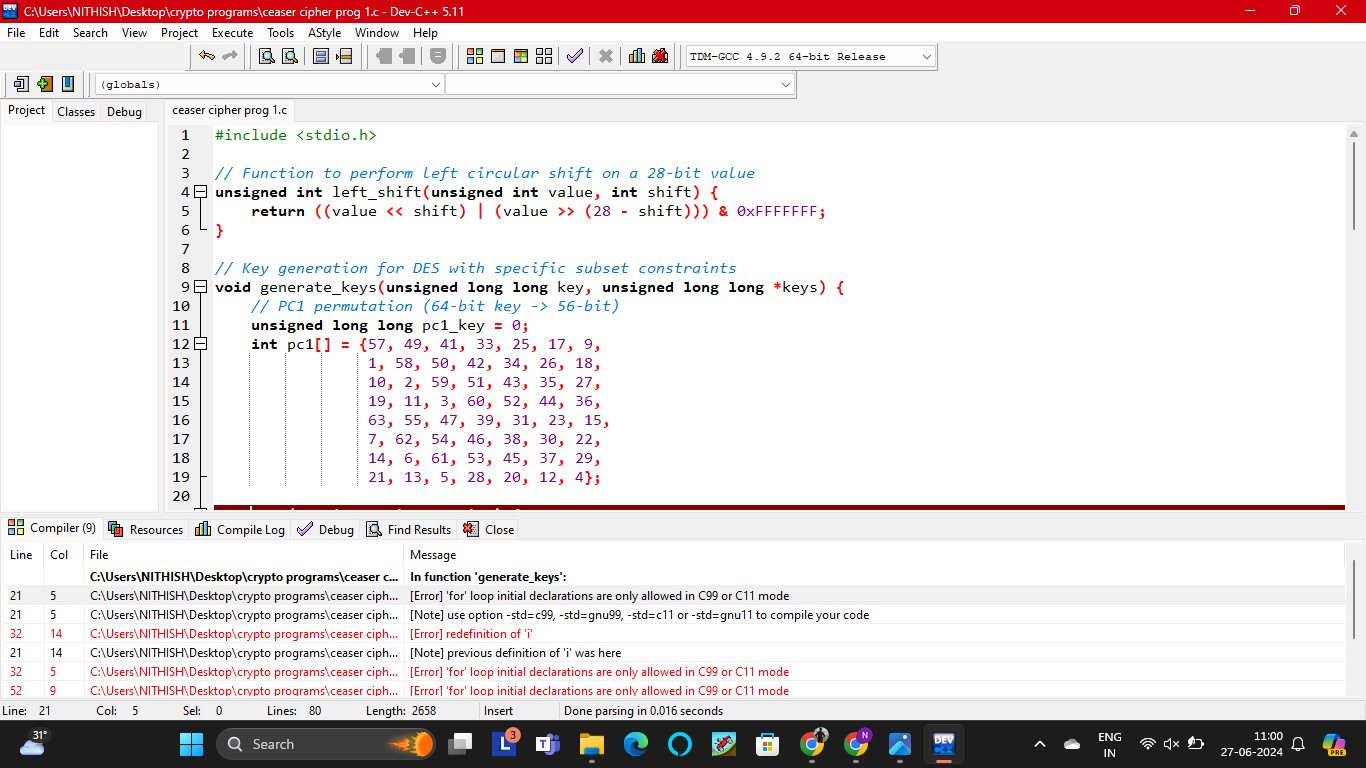 C:\Users\NITHISH\Desktop\crypto programs\ceaser cipher prog 1.c - Dev-C++ 5.11
File Edit Search View Project Execute Tools AStyle Window Help
TDM-GCC 4.9.2 64-bit Release
(globals)
Project Classes Debug
ceaser cipher prog 1.c
1 #include <stdio.h>
2
3 // Function to perform left circular shift on a 28-bit value
4 unsigned int left_shift(unsigned int value, int shift) {
5 return ((value << shift) | (value >> (28 - shift))) & 0xFFFFFFF;
6 }
7
8 // Key generation for DES with specific subset constraints
9 void generate_keys(unsigned long long key, unsigned long long *keys) {
10 // PC1 permutation (64-bit key -> 56-bit)
11 unsigned long long pc1_key = 0;
12 int pc1[] = {57, 49, 41, 33, 25, 17, 9,
13 1, 58, 50, 42, 34, 26, 18,
14 10, 2, 59, 51, 43, 35, 27,
15 19, 11, 3, 60, 52, 44, 36,
16 63, 55, 47, 39, 31, 23, 15,
17 7, 62, 54, 46, 38, 30, 22,
18 14, 6, 61, 53, 45, 37, 29,
19 21, 13, 5, 28, 20, 12, 4};
20
Compiler (9) Resources Compile Log Debug Find Results Close
Line Col File Message
C:\Users\NITHISH\Desktop\crypto programs\ceaser c... In function 'generate_keys':
21 5 C:\Users\NITHISH\Desktop\crypto programs\ceaser ciph... [Error] 'for' loop initial declarations are only allowed in C99 or C11 mode
21 5 C:\Users\NITHISH\Desktop\crypto programs\ceaser ciph... [Note] use option -std=c99, -std=gnu99, -std=c11 or -std=gnu11 to compile your code
32 14 C:\Users\NITHISH\Desktop\crypto programs\ceaser ciph... [Error] redefinition of 'i'
21 14 C:\Users\NITHISH\Desktop\crypto programs\ceaser ciph... [Note] previous definition of 'i' was here
32 5 C:\Users\NITHISH\Desktop\crypto programs\ceaser ciph... [Error] 'for' loop initial declarations are only allowed in C99 or C11 mode
52 9 C:\Users\NITHISH\Desktop\crypto programs\ceaser ciph... [Error] 'for' loop initial declarations are only allowed in C99 or C11 mode
Line: 21 Col: 5 Sel: 0 Lines: 80 Length: 2658 Insert Done parsing in 0.016 seconds
31° Search L 3 N DEV ENG 11:00 PRE
IN 27-06-2024